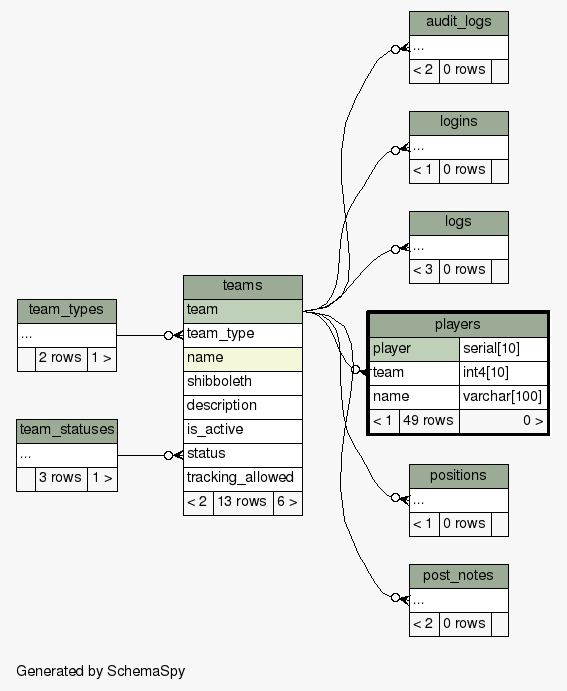 audit_logs
...
< 2 0 rows
logins
...
< 1 0 rows
logs
...
< 3 0 rows
teams
team
team_type
name
shibboleth
description
is_active
status
tracking_allowed
< 2 13 rows 6 >
team_types
...
2 rows 1 >
team_statuses
...
3 rows 1 >
players
player serial[10]
team int4[10]
name varchar[100]
< 1 49 rows 0 >
positions
...
< 1 0 rows
post_notes
...
< 2 0 rows
Generated by SchemaSpy